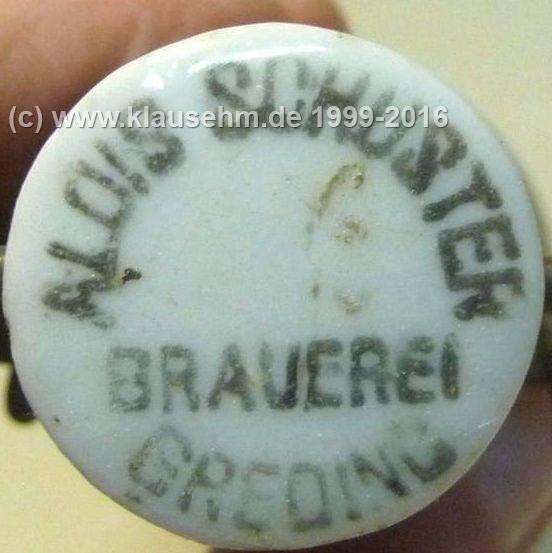 ALOIS SCHUSTER
(c) www.klausehm.de 1999-2016
BRAUEREI
GREDING